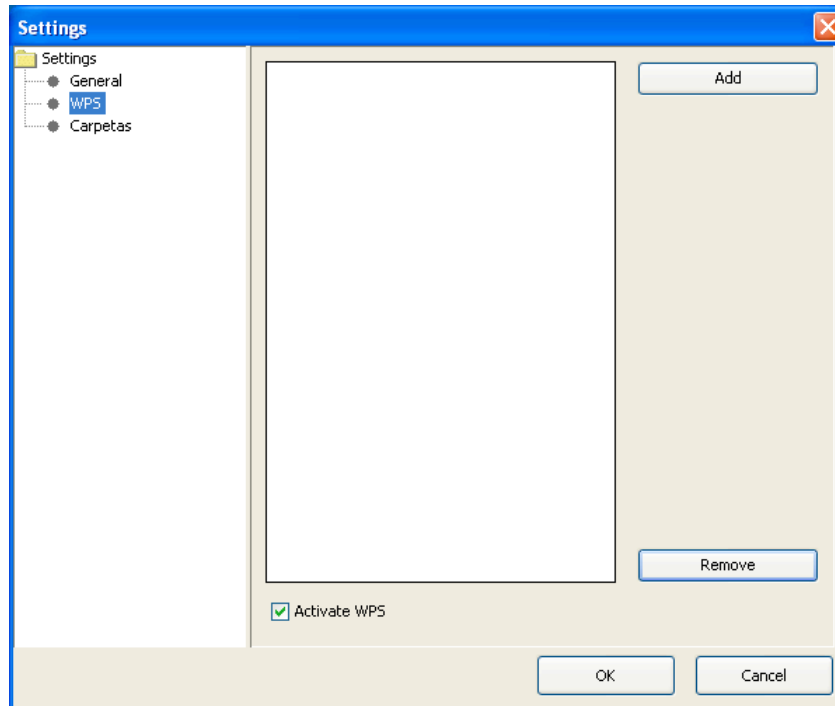 Settings
Settings
General
WPS
Carpetas
Add
Remove
Activate WPS
OK
Cancel